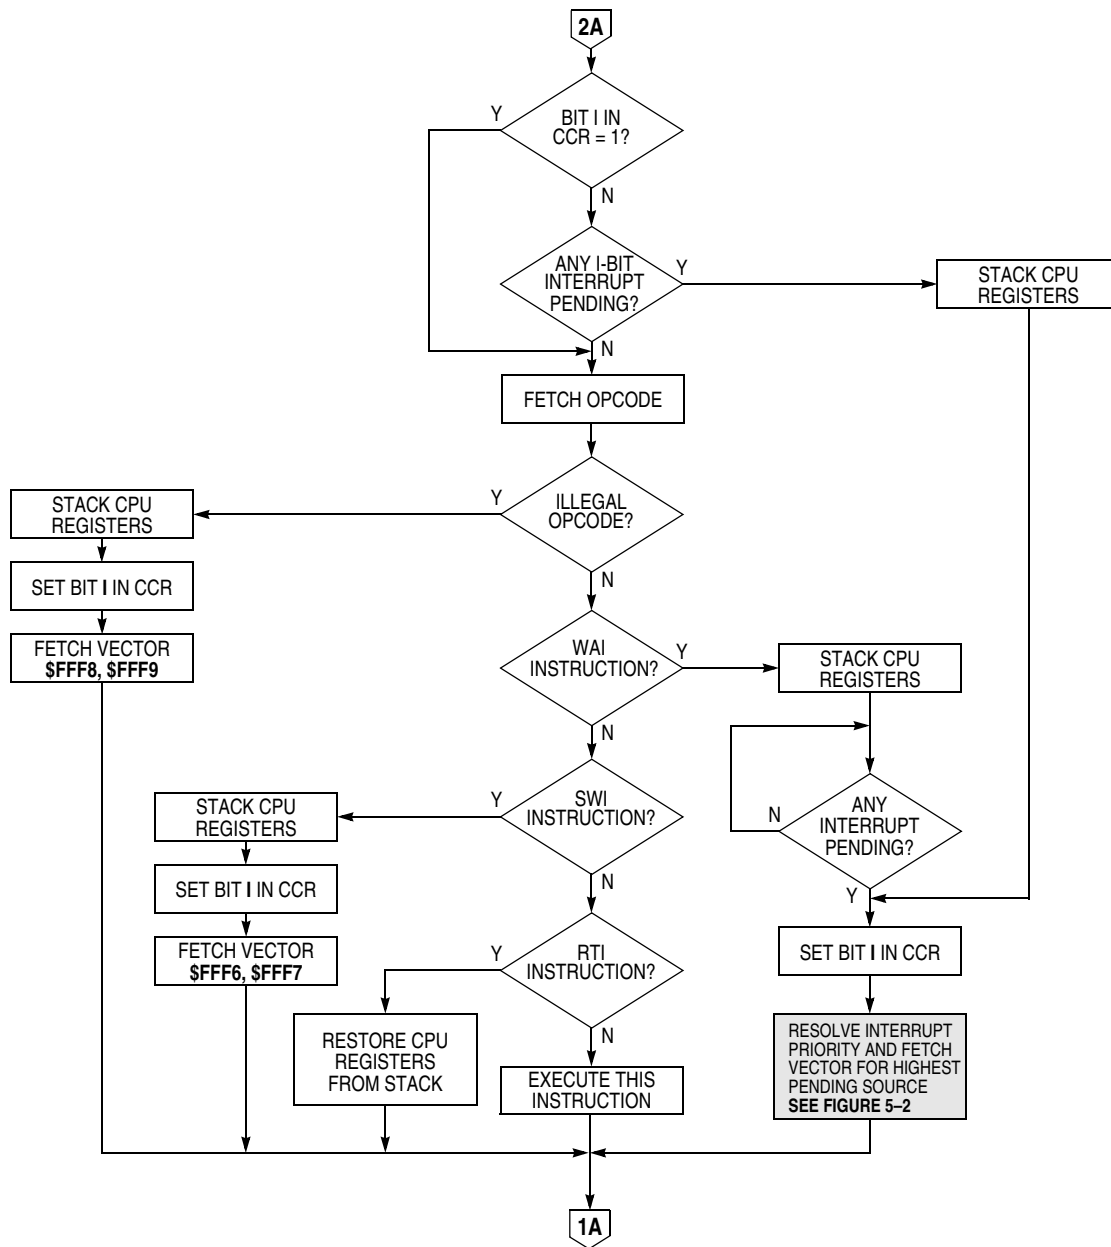 2A
BIT I IN
CCR = 1?
Y
N
ANY I-BIT
INTERRUPT
PENDING?
Y
N
STACK CPU
REGISTERS
FETCH OPCODE
ILLEGAL
OPCODE?
Y
N
STACK CPU
REGISTERS
SET BIT I IN CCR
FETCH VECTOR
$FFF8, $FFF9
WAI
INSTRUCTION?
Y
N
STACK CPU
REGISTERS
ANY
INTERRUPT
PENDING?
N
Y
SWI
INSTRUCTION?
Y
N
STACK CPU
REGISTERS
SET BIT I IN CCR
FETCH VECTOR
$FFF6, $FFF7
RTI
INSTRUCTION?
Y
N
RESTORE CPU
REGISTERS
FROM STACK
EXECUTE THIS
INSTRUCTION
SET BIT I IN CCR
RESOLVE INTERRUPT
PRIORITY AND FETCH
VECTOR FOR HIGHEST
PENDING SOURCE
SEE FIGURE 5–2
1A